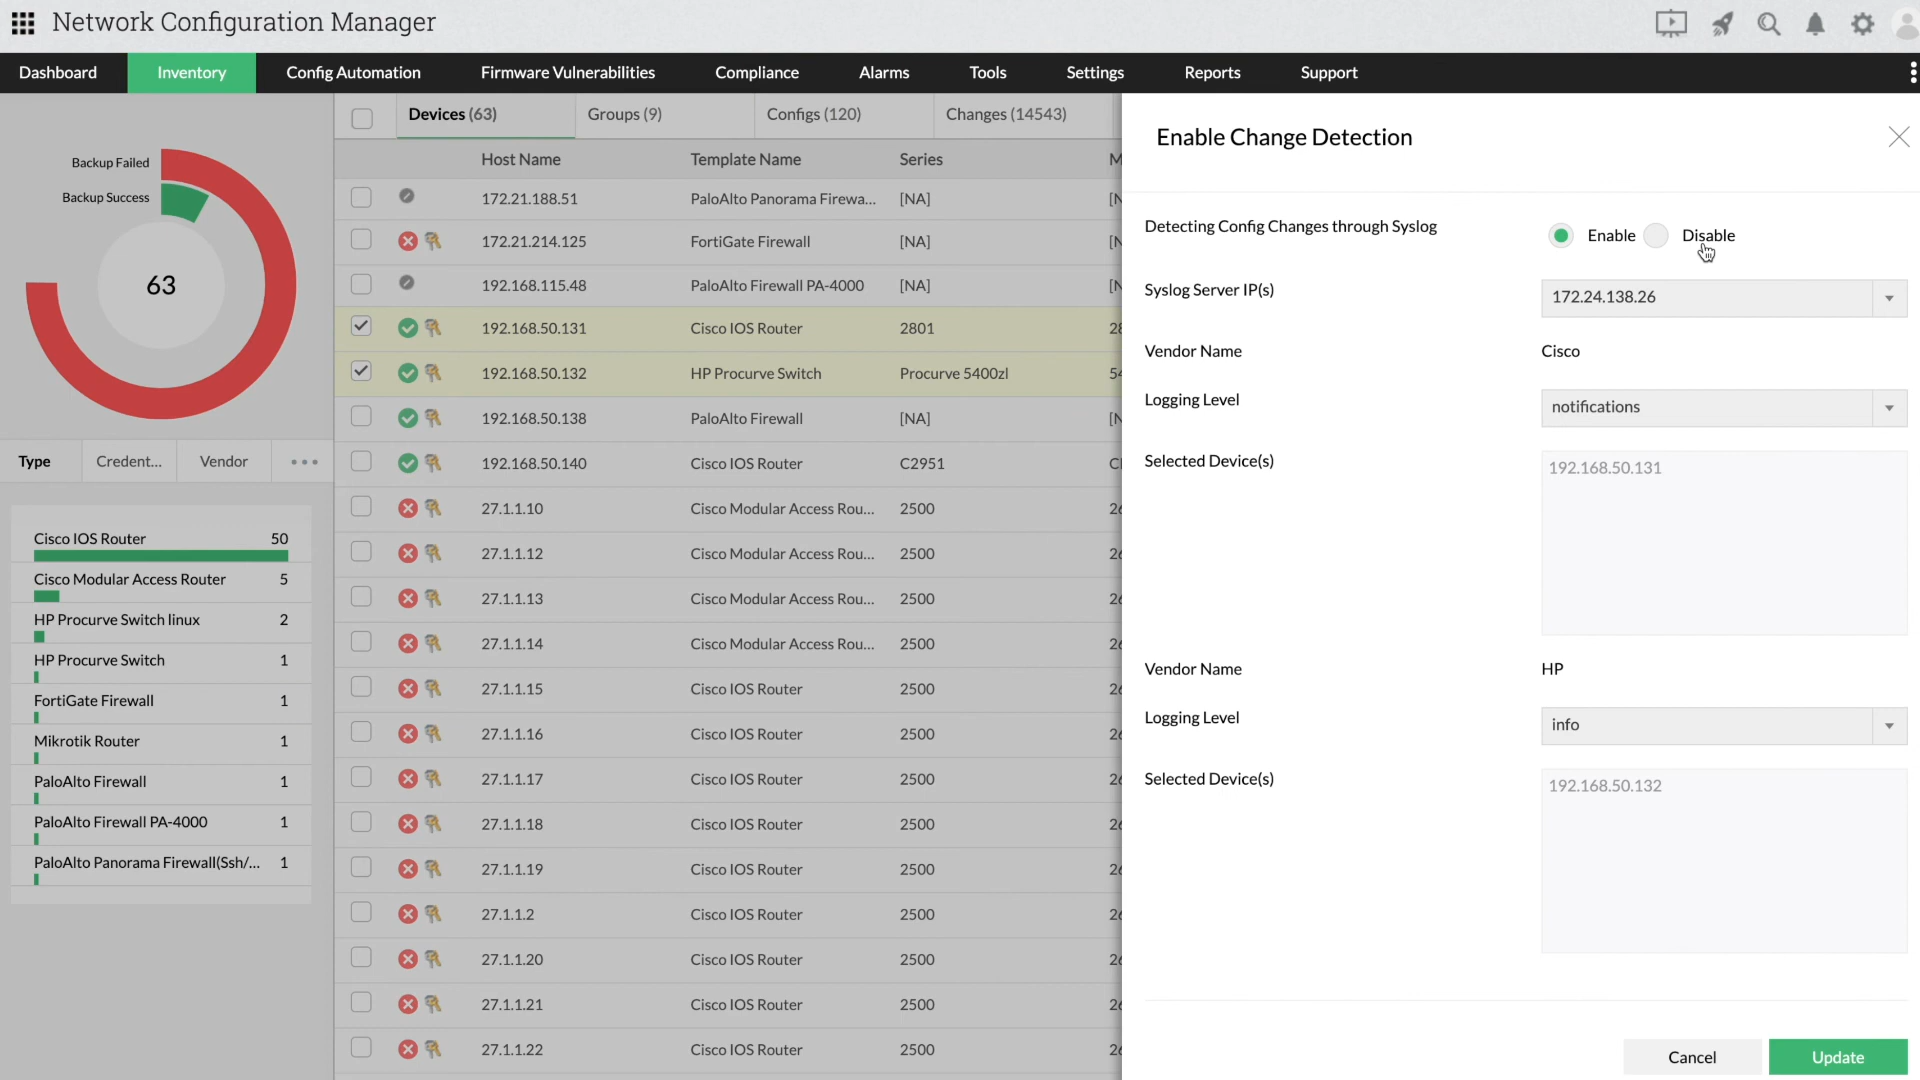 Network Configuration Manager
Dashboard
Inventory
Config Automation
Firmware Vulnerabilities
Compliance
Alarms
Tools
Settings
Reports
Support
Backup Failed
Backup Success
63
Type
Credent...
Vendor
Cisco IOS Router 50
Cisco Modular Access Router 5
HP Procurve Switch linux 2
HP Procurve Switch 1
FortiGate Firewall 1
Mikrotik Router 1
PaloAlto Firewall 1
PaloAlto Firewall PA-4000 1
PaloAlto Panorama Firewall(Ssh/... 1
Devices (63)
Groups (9)
Configs (120)
Changes (14543)
Host Name Template Name Series M
172.21.188.51 PaloAlto Panorama Firewa... [NA]
172.21.214.125 FortiGate Firewall [NA]
192.168.115.48 PaloAlto Firewall PA-4000 [NA]
192.168.50.131 Cisco IOS Router 2801
192.168.50.132 HP Procurve Switch Procurve 5400zl
192.168.50.138 PaloAlto Firewall [NA]
192.168.50.140 Cisco IOS Router C2951
27.1.1.10 Cisco Modular Access Rou... 2500
27.1.1.12 Cisco Modular Access Rou... 2500
27.1.1.13 Cisco Modular Access Rou... 2500
27.1.1.14 Cisco Modular Access Rou... 2500
27.1.1.15 Cisco IOS Router 2500
27.1.1.16 Cisco IOS Router 2500
27.1.1.17 Cisco IOS Router 2500
27.1.1.18 Cisco IOS Router 2500
27.1.1.19 Cisco IOS Router 2500
27.1.1.2 Cisco IOS Router 2500
27.1.1.20 Cisco IOS Router 2500
27.1.1.21 Cisco IOS Router 2500
27.1.1.22 Cisco IOS Router 2500
Enable Change Detection
Detecting Config Changes through Syslog Enable Disable
Syslog Server IP(s) 172.24.138.26
Vendor Name Cisco
Logging Level notifications
Selected Device(s) 192.168.50.131
Vendor Name HP
Logging Level info
Selected Device(s) 192.168.50.132
Cancel Update